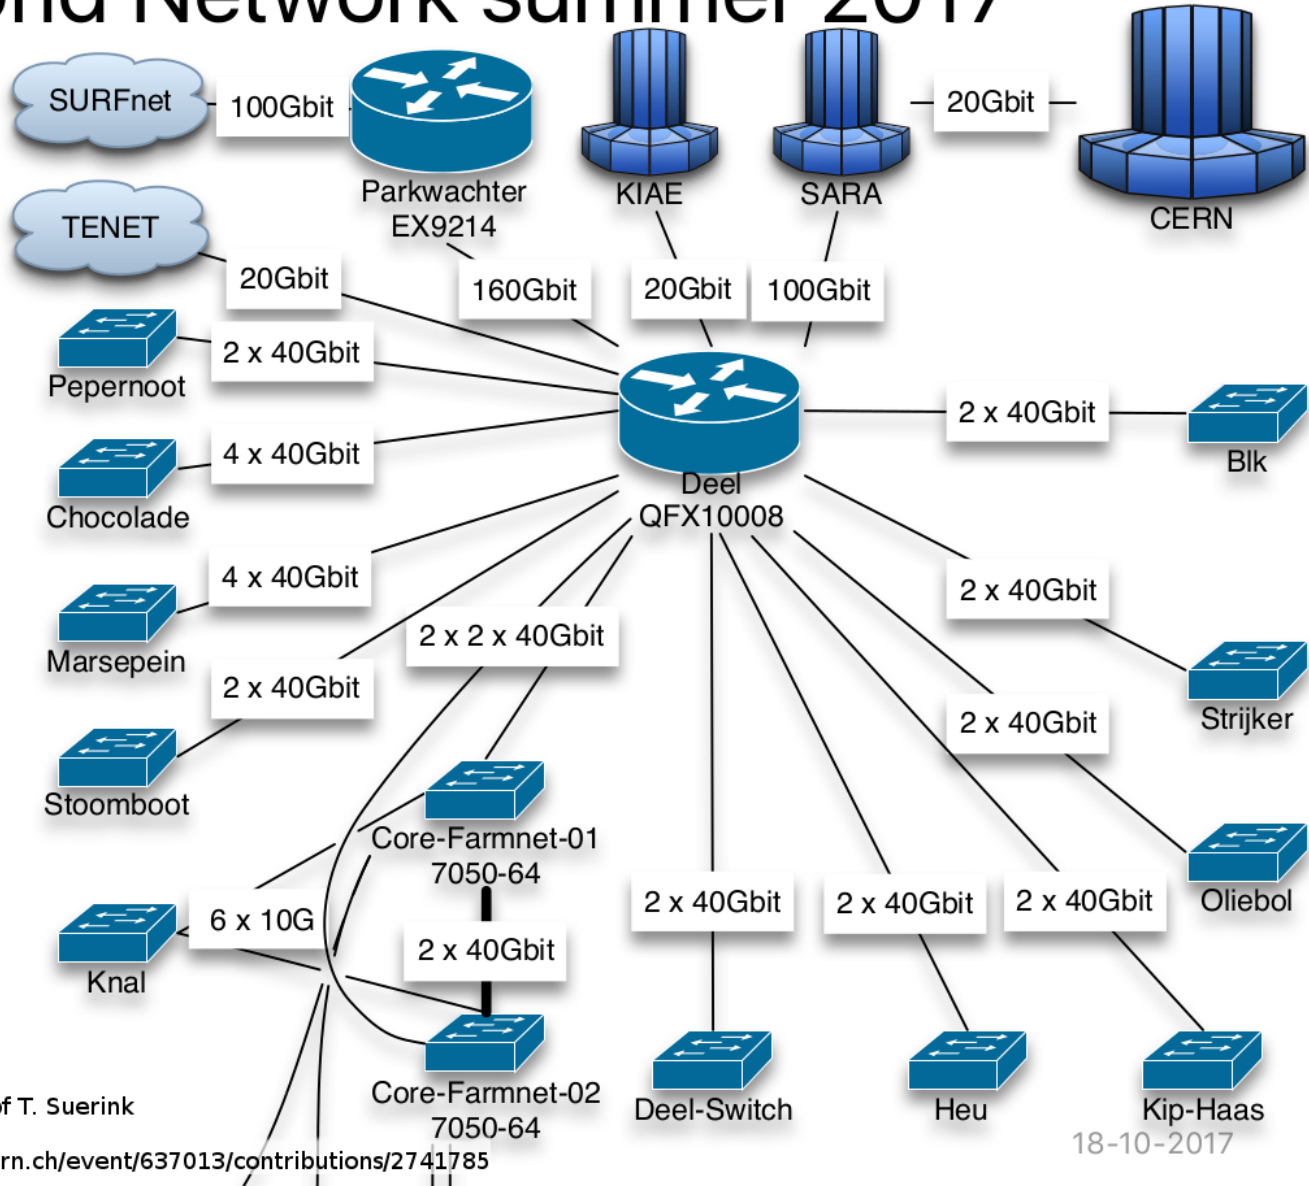 Network summer 2017
SURFnet
100Gbit
Parkwachter
EX9214
KIAE
SARA
20Gbit
CERN
TENET
20Gbit
160Gbit
20Gbit
100Gbit
Pepernoot
2 x 40Gbit
Deel
QFX10008
2 x 40Gbit
Blk
Chocolade
4 x 40Gbit
Marsepein
4 x 40Gbit
2 x 2 x 40Gbit
2 x 40Gbit
Strijker
Stoomboot
2 x 40Gbit
2 x 40Gbit
Oliebol
Core-Farmnet-01
7050-64
Knal
6 x 10G
2 x 40Gbit
2 x 40Gbit
2 x 40Gbit
2 x 40Gbit
Core-Farmnet-02
7050-64
Deel-Switch
Heu
Kip-Haas
f T. Suerink
rn.ch/event/637013/contributions/2741785
18-10-2017